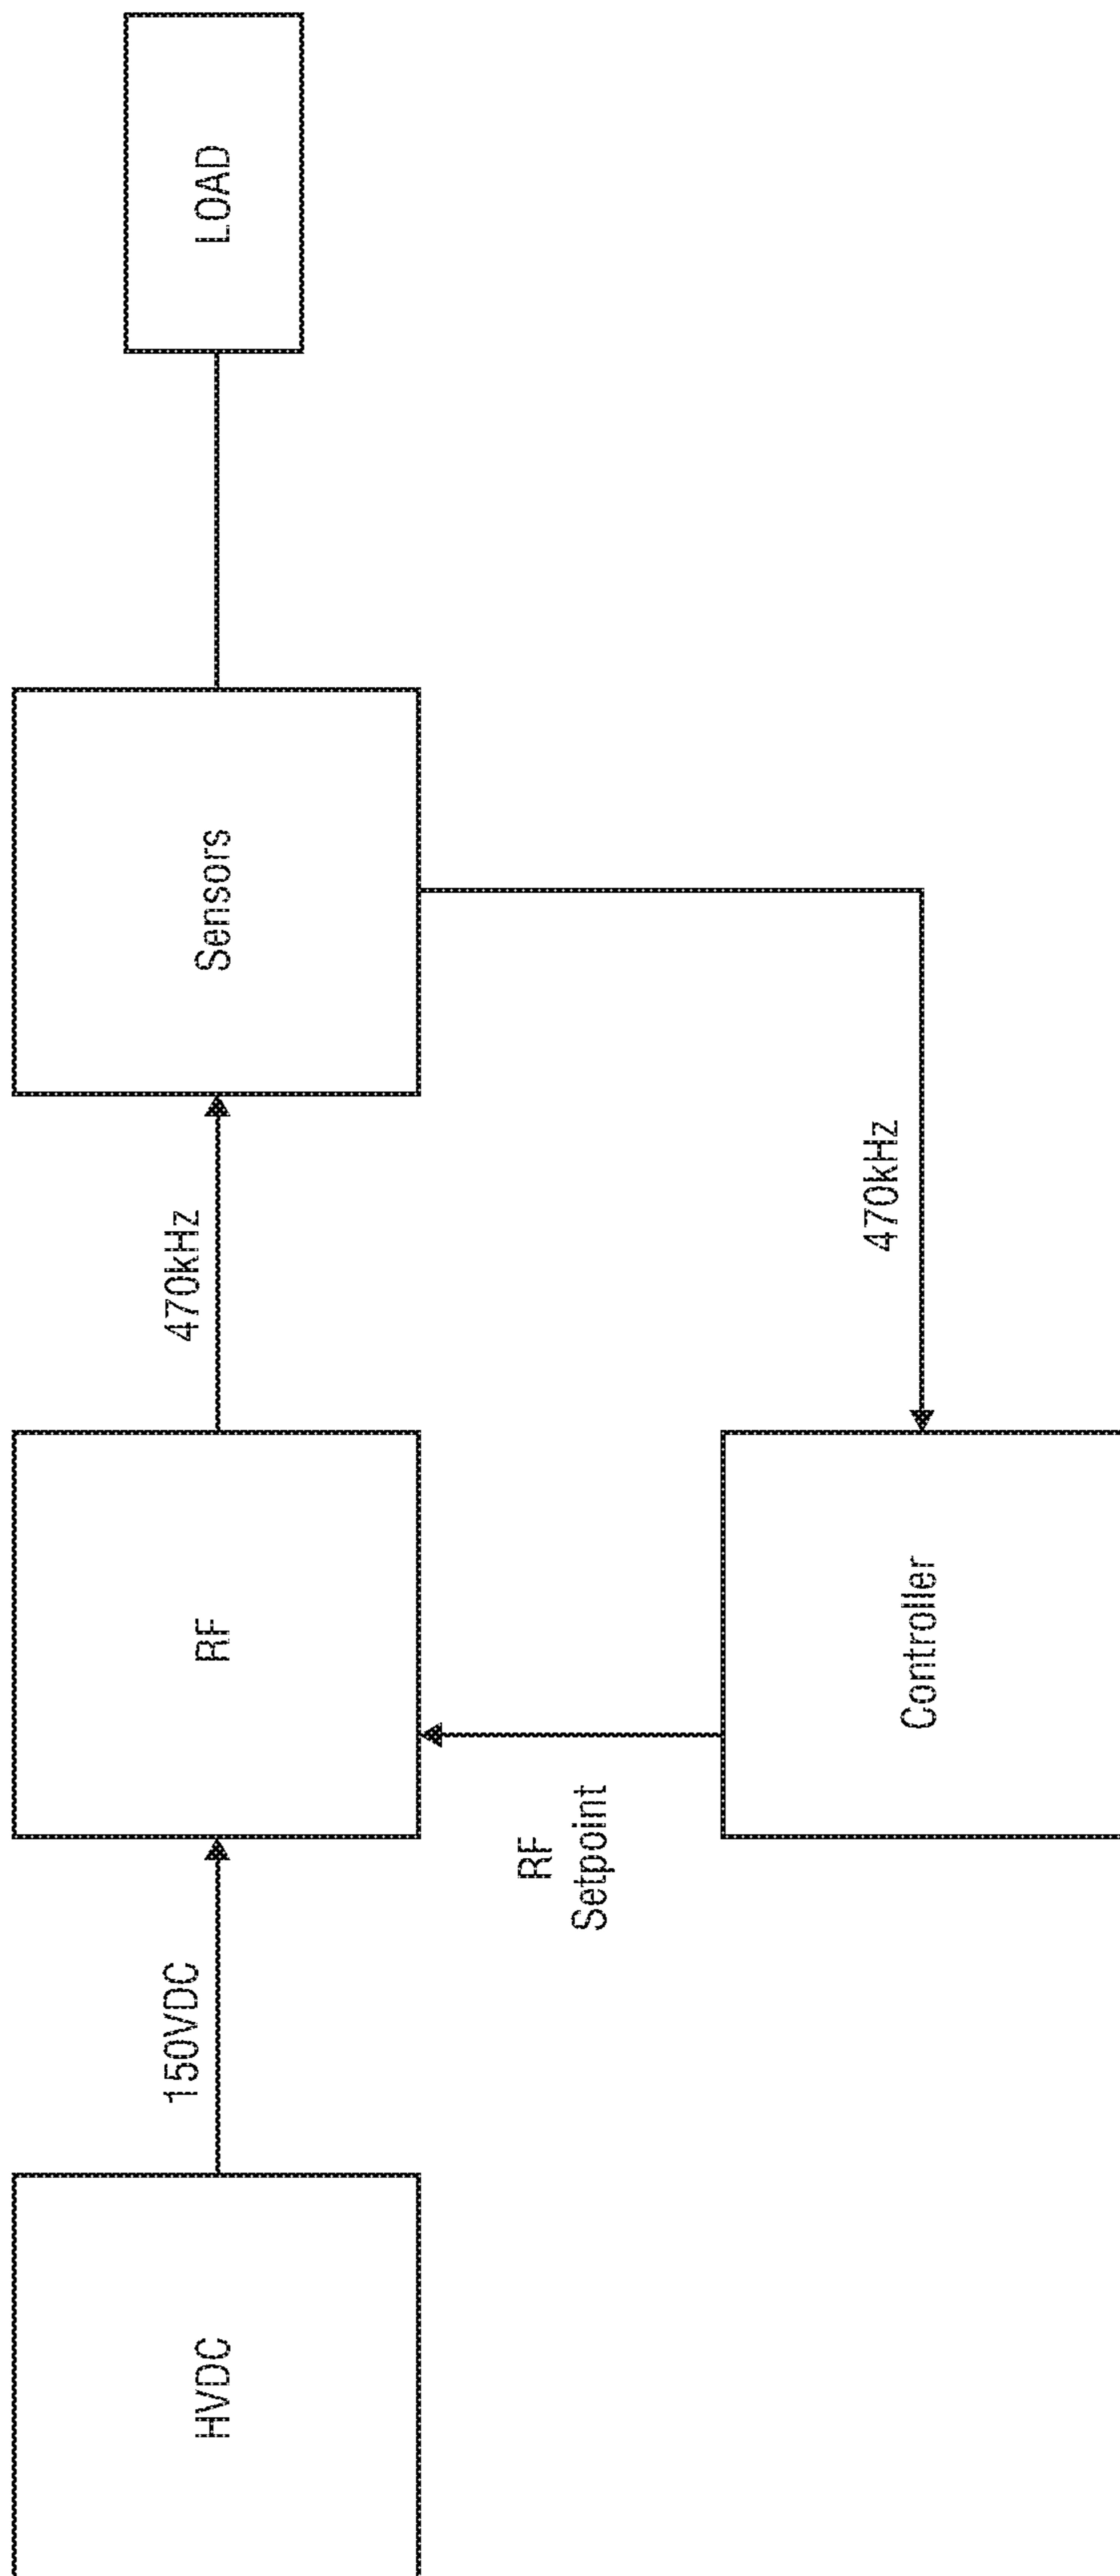 HVDC
150VDC
RF
470kHz
Sensors
LOAD
RF
Setpoint
Controller
470kHz